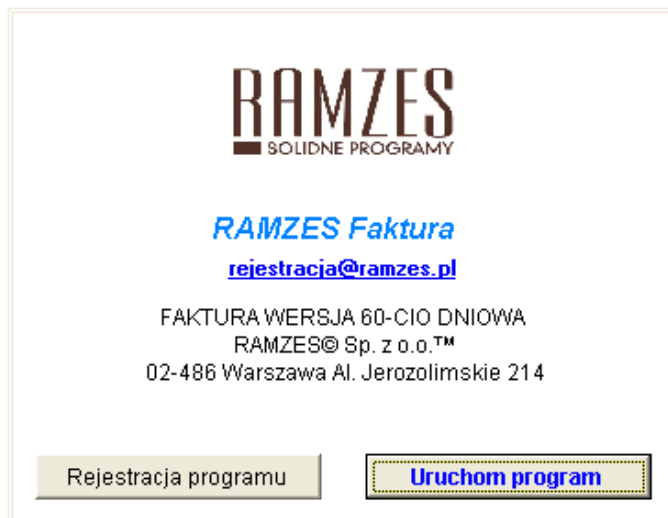 RAMZES
SOLIDNE PROGRAMY
RAMZES Faktura
rejestracja@ramzes.pl
FAKTURA WERSJA 60-CIO DNIOWA
RAMZES© Sp. z o.o.™
02-486 Warszawa Al. Jerozolimskie 214
Rejestracja programu
Uruchom program